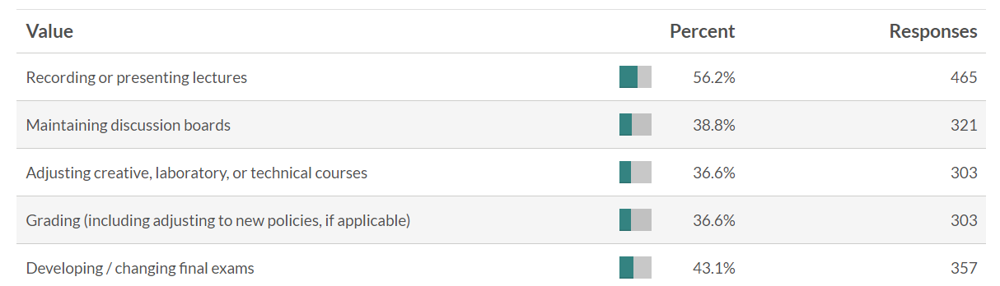 Value Percent Responses
Recording or presenting lectures 56.2% 465
Maintaining discussion boards 38.8% 321
Adjusting creative, laboratory, or technical courses 36.6% 303
Grading (including adjusting to new policies, if applicable) 36.6% 303
Developing / changing final exams 43.1% 357